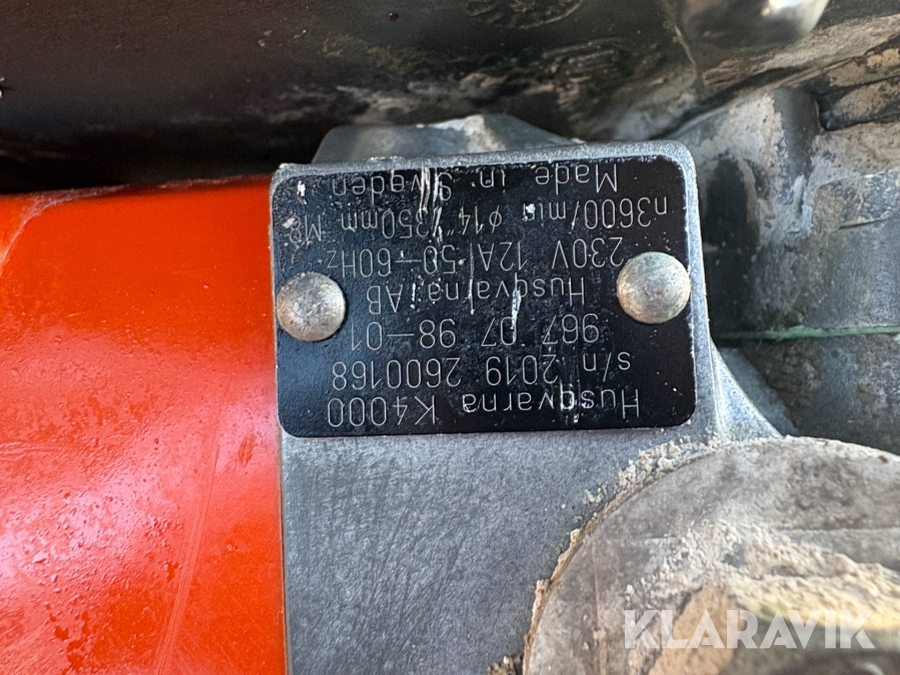 Husqvarna K4000
s/n 2019 2600168
967 07 98-01
Husqvarna AB
230V 12A 50-60Hz
n3600/min ø14"/350mm
Made in Sweden
KLARAVIK